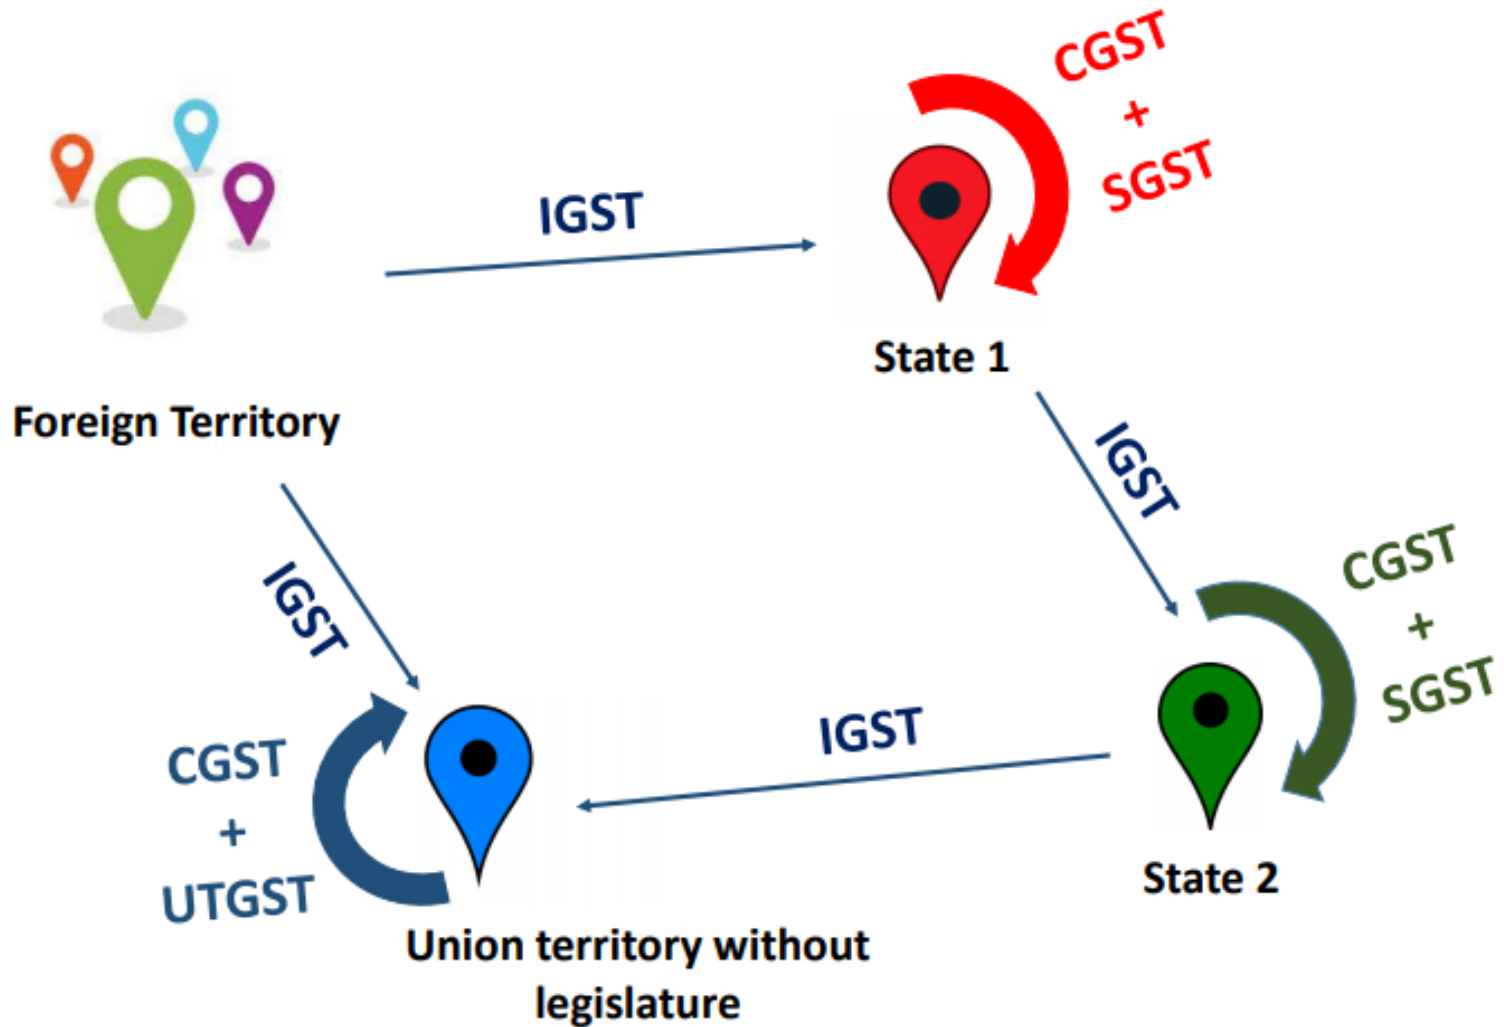 CGST
+
SGST
IGST
State 1
Foreign Territory
IGST
IGST
CGST
+
SGST
IGST
CGST
+
UTGST
State 2
Union territory without
legislature